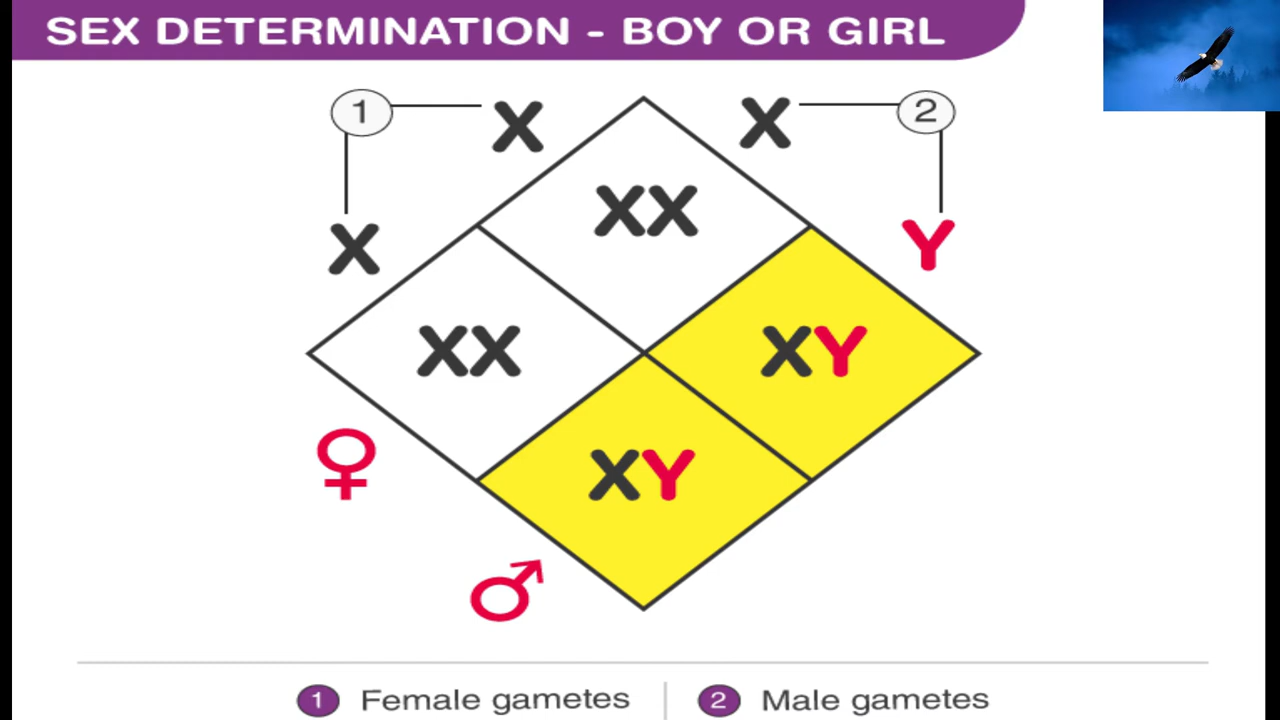 SEX DETERMINATION - BOY OR GIRL
1 X X 2
XX
X Y
XX XY
XY
1 Female gametes | 2 Male gametes